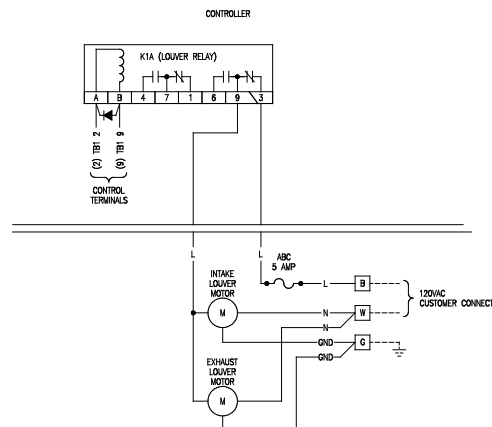 CONTROLLER
K1A (LOUVER RELAY)
A B 4 7 1 6 9 3
(2) TB1 2
(9) TB1 9
CONTROL
TERMINALS
L
L
ABC
5 AMP
INTAKE
LOUVER
MOTOR
L
B
120VAC
CUSTOMER CONNECT
M
N
W
N
GND
G
GND
EXHAUST
LOUVER
MOTOR
M